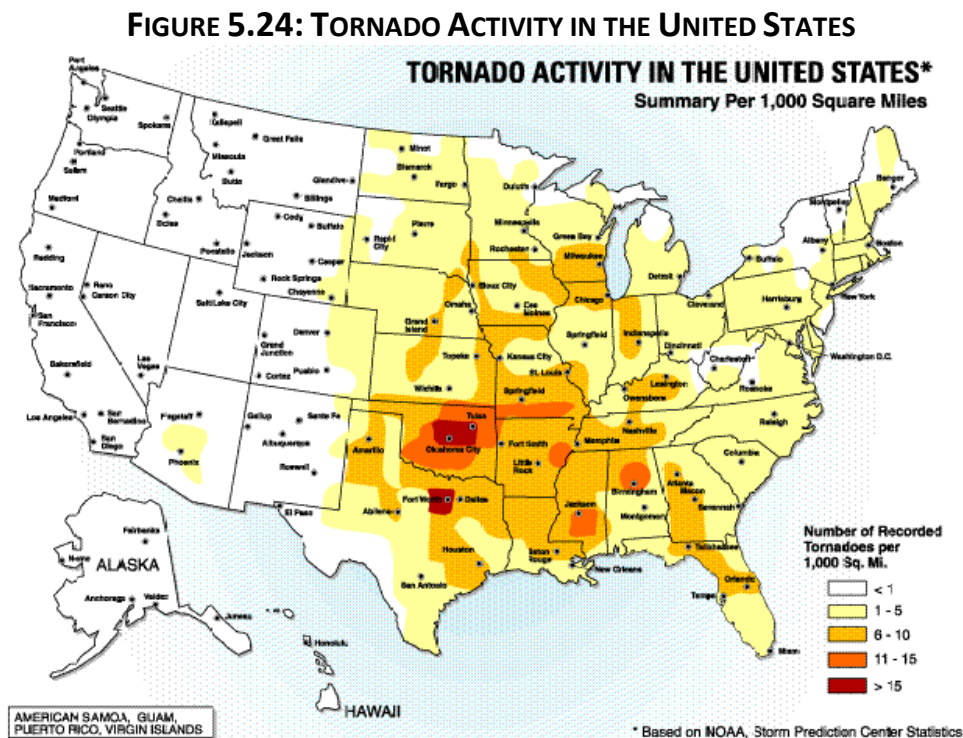 FIGURE 5.24: TORNADO ACTIVITY IN THE UNITED STATES
TORNADO ACTIVITY IN THE UNITED STATES*
Summary Per 1,000 Square Miles
Port Angeles
Seattle
Olympia
Spokane
Portland
Salem
Medford
Kalispell
Great Falls
Missoula
Butte
Glendive
Billings
Challis
Boise
Pocatello
Cody
Buffalo
Jackson
Casper
Rock Springs
Cheyenne
Minot
Bismarck
Fargo
Pierre
Rapid City
Duluth
Minneapolis
Rochester
Green Bay
Milwaukee
Detroit
Chicago
Sioux City
Des Moines
Omaha
Grand Island
Redding
Reno
Carson City
Sacramento
San Francisco
Bakersfield
Las Vegas
Los Angeles
San Bernadino
San Diego
Salt Lake City
Grand Junction
Denver
Pueblo
Cortez
Flagstaff
Phoenix
Gallup
Santa Fe
Albuquerque
Roswell
El Paso
Topeka
Wichita
Kansas City
St. Louis
Springfield
Springfield
Indianapolis
Cincinnati
Cleveland
Lexington
Owensboro
Nashville
Memphis
Tulsa
Oklahoma City
Fort Smith
Little Rock
Amarillo
Abilene
Fort Worth
Dallas
Houston
San Antonio
Jackson
Baton Rouge
New Orleans
Birmingham
Montgomery
Atlanta
Macon
Savannah
Tallahassee
Orlando
Tampa
Miami
Columbia
Raleigh
Roanoke
Charleston
Washington D.C.
Harrisburg
New York
Buffalo
Albany
Boston
Montpelier
Bangor
Fairbanks
Nome
ALASKA
Anchorage
Valdez
Juneau
Honolulu
HAWAII
AMERICAN SAMOA, GUAM,
PUERTO RICO, VIRGIN ISLANDS
Number of Recorded
Tornadoes per
1,000 Sq. Mi.
< 1
1 - 5
6 - 10
11 - 15
> 15
* Based on NOAA, Storm Prediction Center Statistics